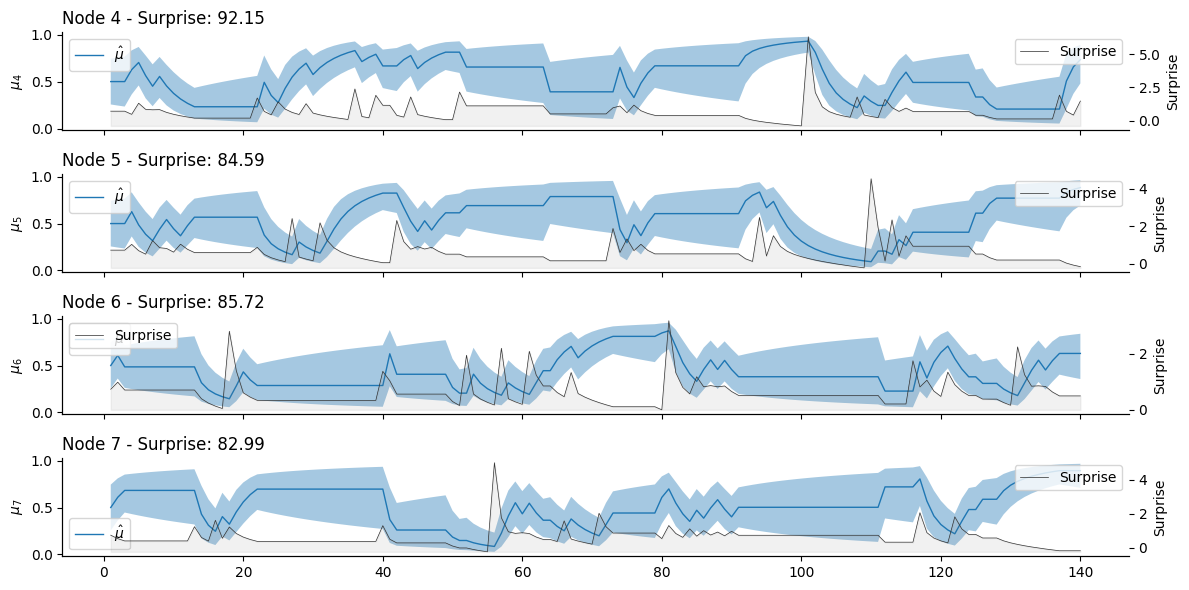 Node 4 - Surprise: 92.15
1.0
0.5
0.0
μ4
μ̂
Surprise
5.0
2.5
0.0
Surprise
Node 5 - Surprise: 84.59
1.0
0.5
0.0
μ5
μ̂
Surprise
4
2
0
Surprise
Node 6 - Surprise: 85.72
1.0
0.5
0.0
μ6
Surprise
2
0
Surprise
Node 7 - Surprise: 82.99
1.0
0.5
0.0
μ7
μ̂
Surprise
4
2
0
Surprise
0 20 40 60 80 100 120 140